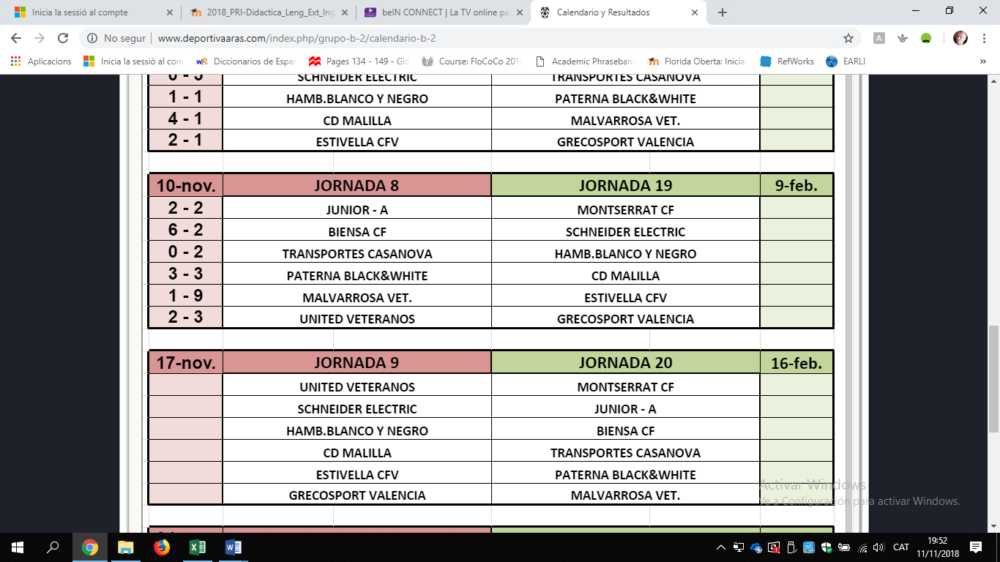 Inicia la sessió al compte
2018_PRI-Didactica_Leng_Ext_Ing
beIN CONNECT | La TV online pa
Calendario y Resultados
No segur www.deportivaaras.com/index.php/grupo-b-2/calendario-b-2
Aplicacions Inicia la sessió al com Diccionarios de Españ Pages 134 - 149 - Glo Course: FloCoCo 2018 Academic Phraseban Florida Oberta: Inicia RefWorks EARLI »
0 - 5 SCHNEIDER ELECTRIC TRANSPORTES CASANOVA
1 - 1 HAMB.BLANCO Y NEGRO PATERNA BLACK&WHITE
4 - 1 CD MALILLA MALVARROSA VET.
2 - 1 ESTIVELLA CFV GRECOSPORT VALENCIA
10-nov. JORNADA 8 JORNADA 19 9-feb.
2 - 2 JUNIOR - A MONTSERRAT CF
6 - 2 BIENSA CF SCHNEIDER ELECTRIC
0 - 2 TRANSPORTES CASANOVA HAMB.BLANCO Y NEGRO
3 - 3 PATERNA BLACK&WHITE CD MALILLA
1 - 9 MALVARROSA VET. ESTIVELLA CFV
2 - 3 UNITED VETERANOS GRECOSPORT VALENCIA
17-nov. JORNADA 9 JORNADA 20 16-feb.
UNITED VETERANOS MONTSERRAT CF
SCHNEIDER ELECTRIC JUNIOR - A
HAMB.BLANCO Y NEGRO BIENSA CF
CD MALILLA TRANSPORTES CASANOVA
ESTIVELLA CFV PATERNA BLACK&WHITE
GRECOSPORT VALENCIA MALVARROSA VET.
Activar Windows
Ve a Configuración para activar Windows.
CAT
19:52
11/11/2018